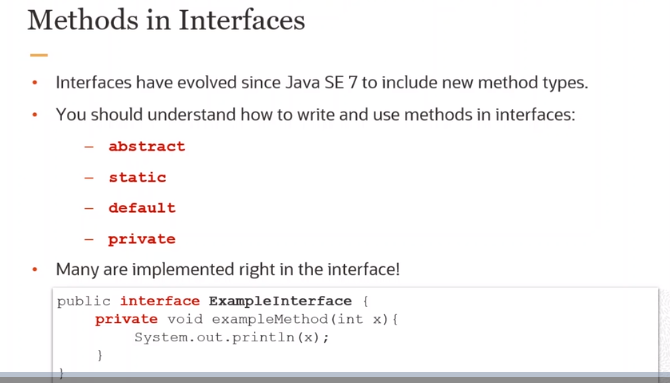 Methods in Interfaces
• Interfaces have evolved since Java SE 7 to include new method types.
• You should understand how to write and use methods in interfaces:
– abstract
– static
– default
– private
• Many are implemented right in the interface!
public interface ExampleInterface {
private void exampleMethod(int x){
System.out.println(x);
}
}